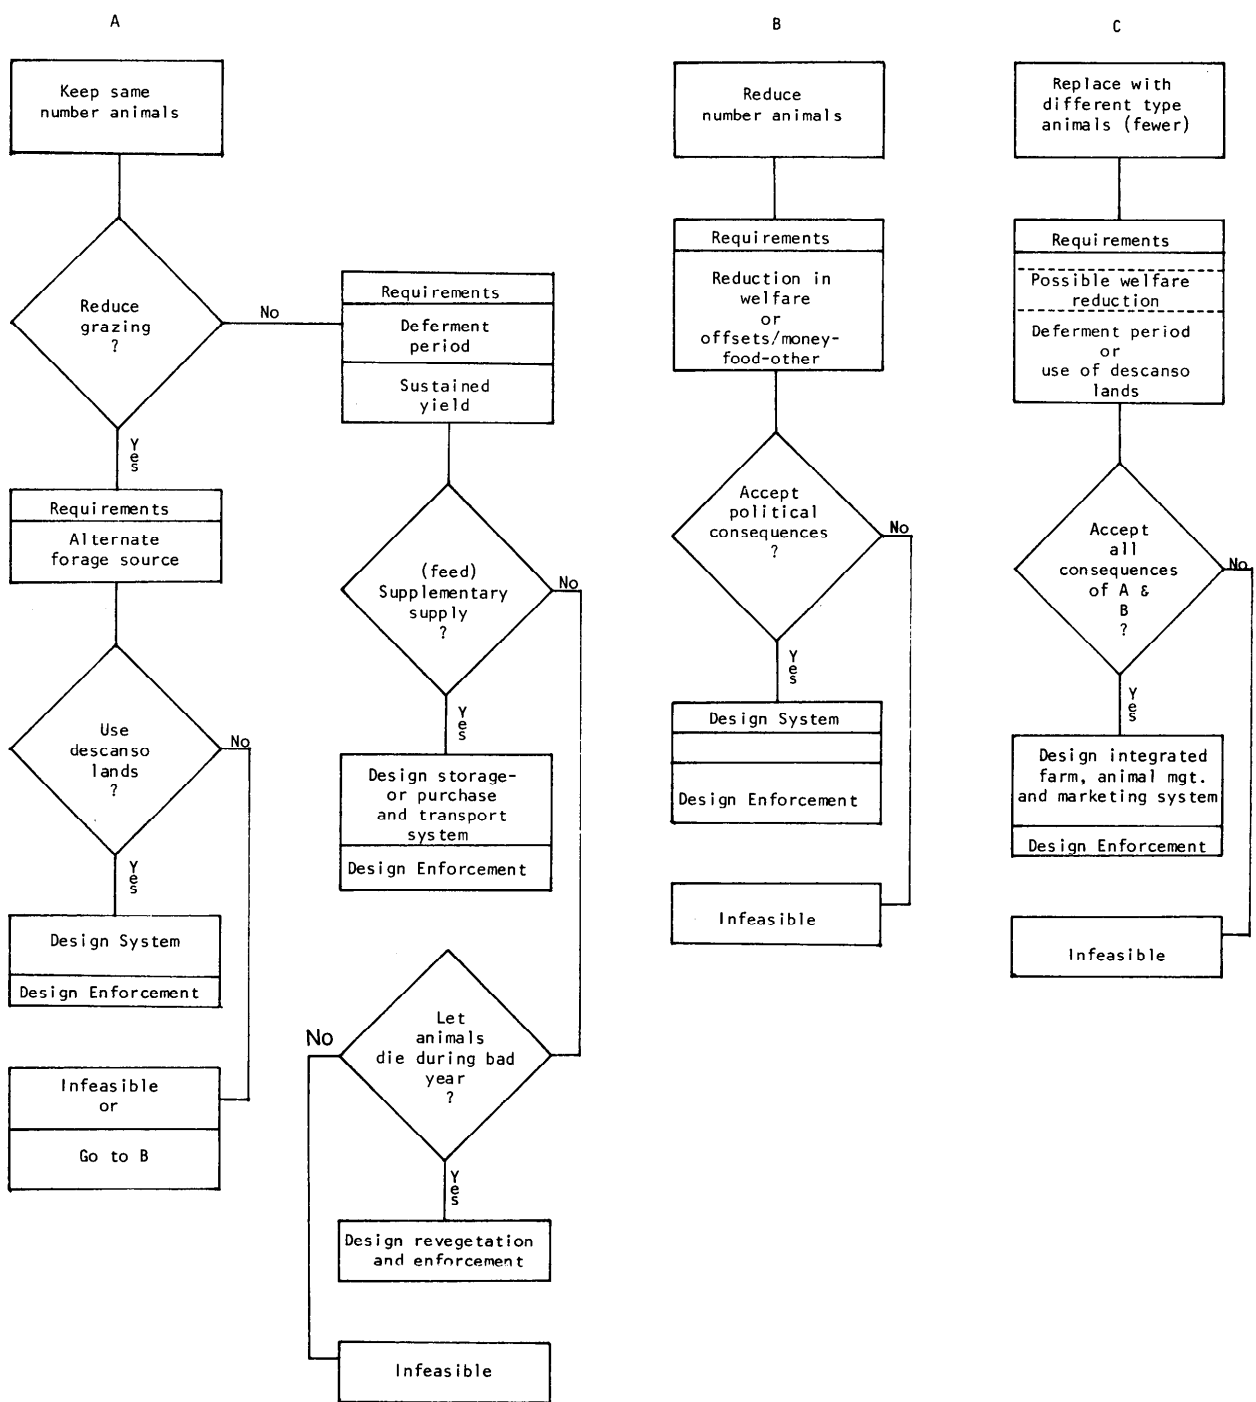 A
Keep same
number animals
Reduce
grazing
?
No
Yes
Requirements
Alternate
forage source
Use
descanso
lands
?
No
Yes
Design System
Design Enforcement
Infeasible
or
Go to B
Requirements
Deferment
period
Sustained
yield
(feed)
Supplementary
supply
?
No
Yes
Design storage-
or purchase
and transport
system
Design Enforcement
Let
animals
die during bad
year
?
No
Yes
Design revegetation
and enforcement
Infeasible
B
Reduce
number animals
Requirements
Reduction in
welfare
or
offsets/money-
food-other
Accept
political
consequences
?
No
Yes
Design System
Design Enforcement
Infeasible
C
Replace with
different type
animals (fewer)
Requirements
Possible welfare
reduction
Deferment period
or
use of descanso
lands
Accept
all
consequences
of A &
B
?
No
Yes
Design integrated
farm, animal mgt.
and marketing system
Design Enforcement
Infeasible